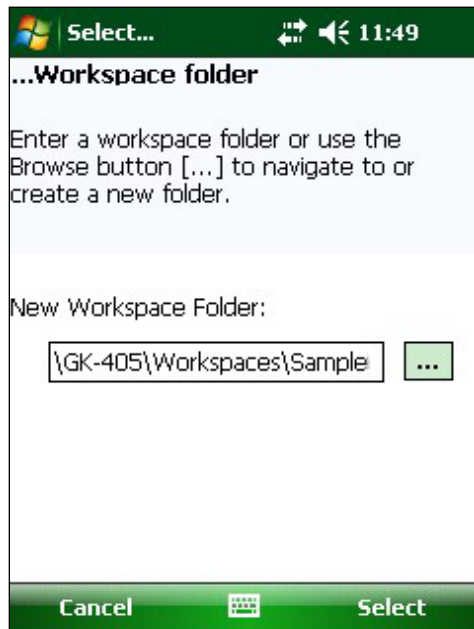 Select...
11:49
...Workspace folder
Enter a workspace folder or use the
Browse button [...] to navigate to or
create a new folder.
New Workspace Folder:
\GK-405\Workspaces\Sample
...
Cancel
Select